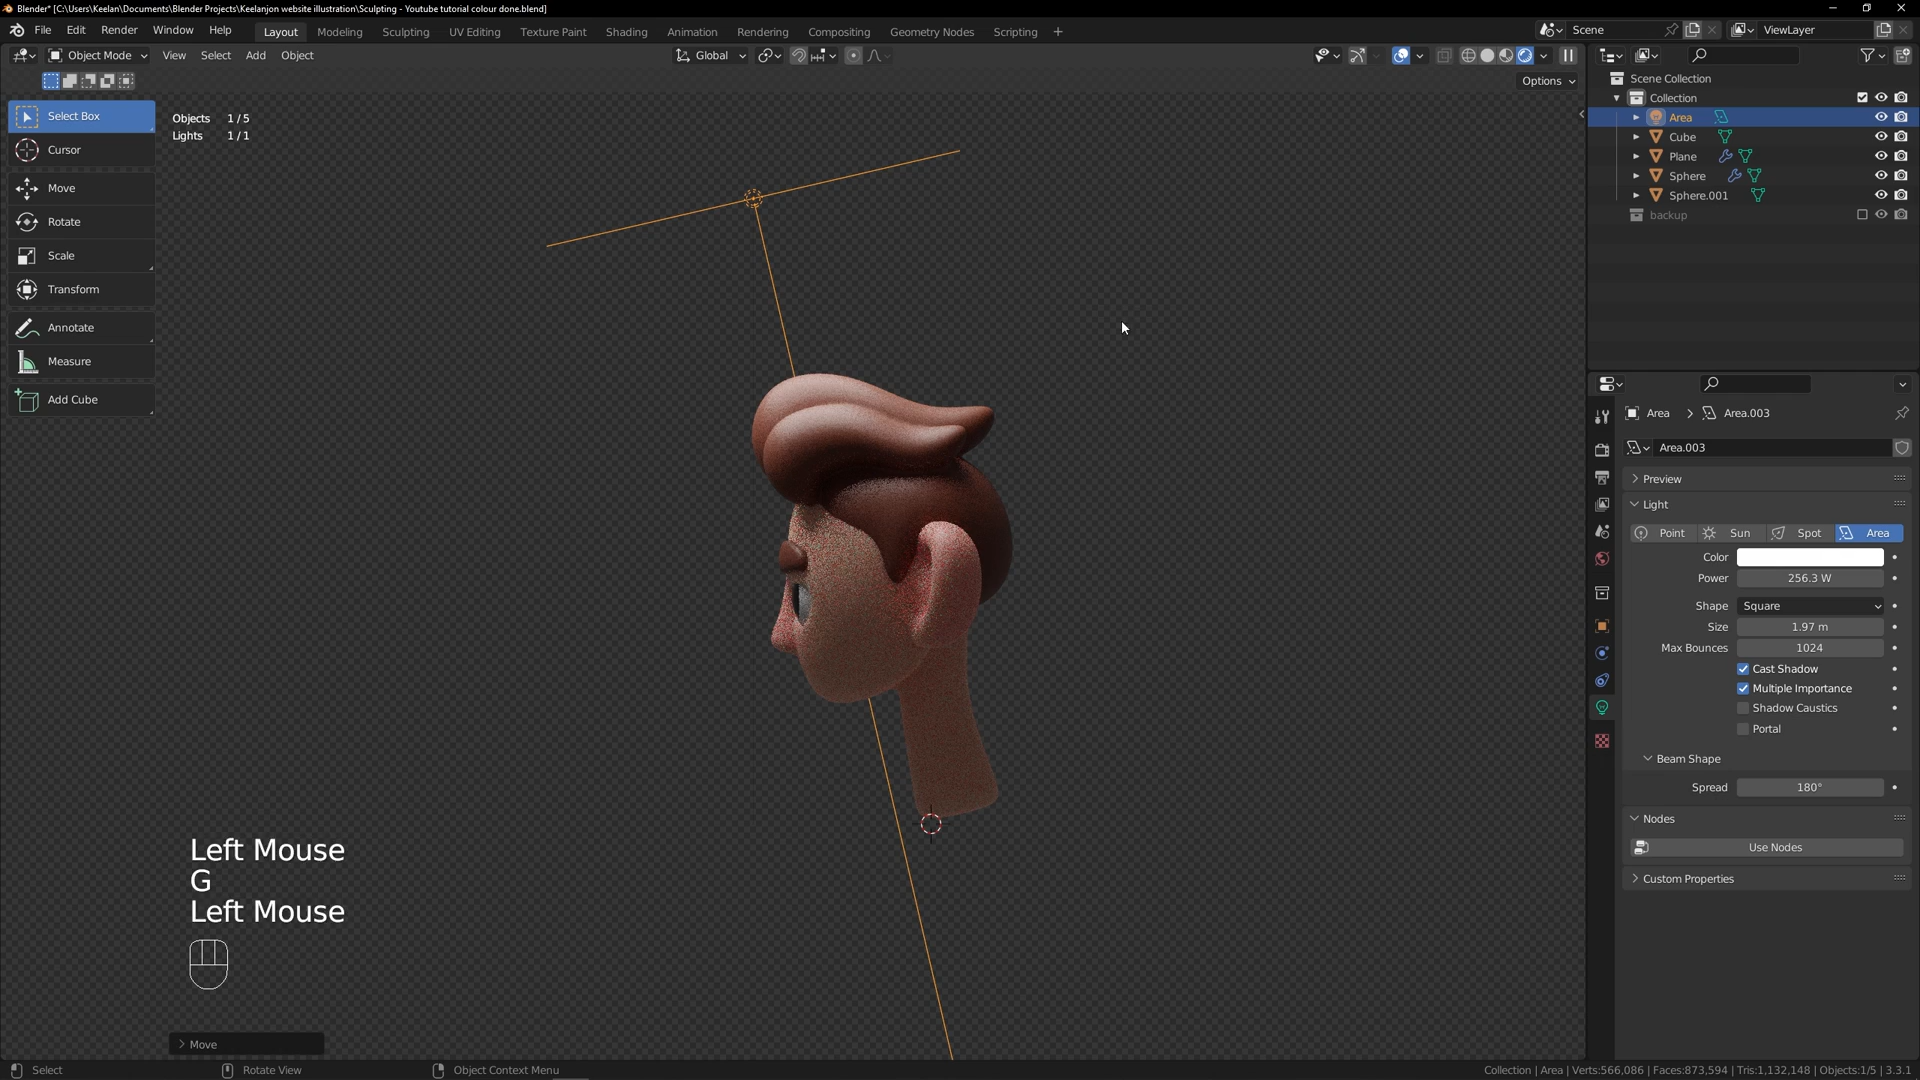 Blender* [C:\Users\Keelan\Documents\Blender Projects\Keelanjon website illustration\Sculpting - Youtube tutorial colour done.blend]
File Edit Render Window Help Layout Modeling Sculpting UV Editing Texture Paint Shading Animation Rendering Compositing Geometry Nodes Scripting + Scene ViewLayer
Object Mode View Select Add Object Global
Options
Select Box
Cursor
Move
Rotate
Scale
Transform
Annotate
Measure
Add Cube
Objects 1 / 5
Lights 1 / 1
Left Mouse
G
Left Mouse
Move
Scene Collection
Collection
Area
Cube
Plane
Sphere
Sphere.001
backup
Area Area.003
Area.003
Preview
Light
Point Sun Spot Area
Color
Power 256.3 W
Shape Square
Size 1.97 m
Max Bounces 1024
Cast Shadow
Multiple Importance
Shadow Caustics
Portal
Beam Shape
Spread 180°
Nodes
Use Nodes
Custom Properties
Select Rotate View Object Context Menu Collection | Area | Verts:566,086 | Faces:873,594 | Tris:1,132,148 | Objects:1/5 | 3.3.1